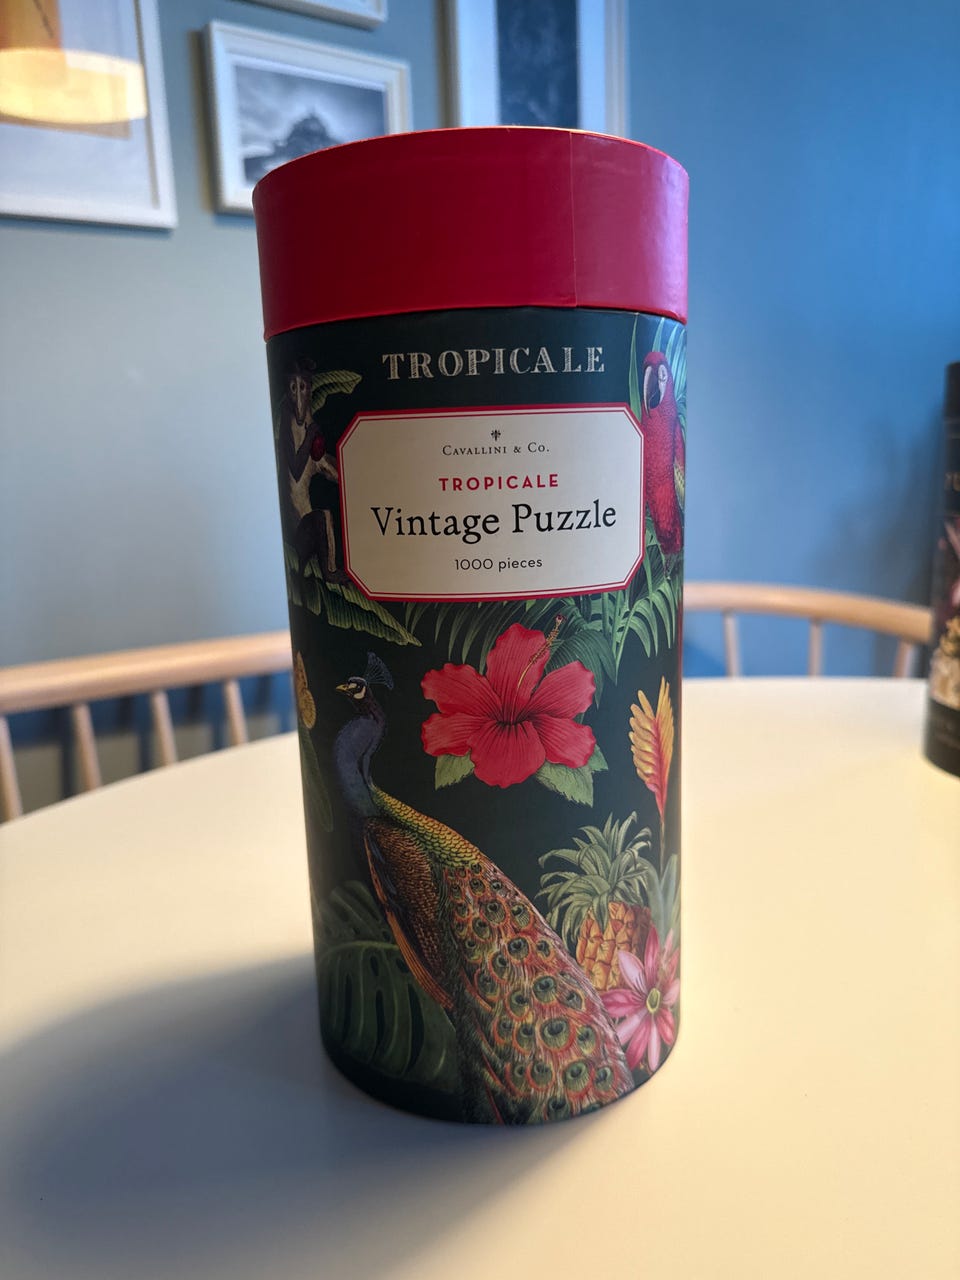 TROPICALE
CAVALLINI & CO.
TROPICALE
Vintage Puzzle
1000 pieces